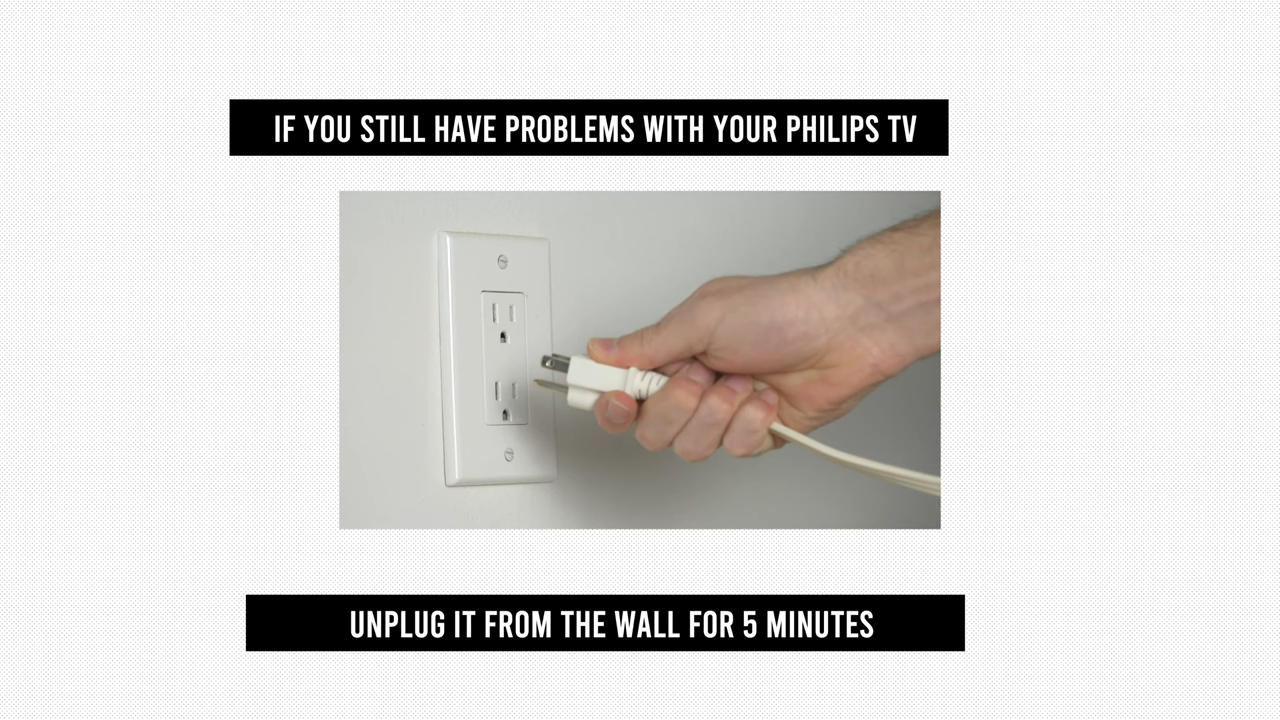 IF YOU STILL HAVE PROBLEMS WITH YOUR PHILIPS TV
UNPLUG IT FROM THE WALL FOR 5 MINUTES